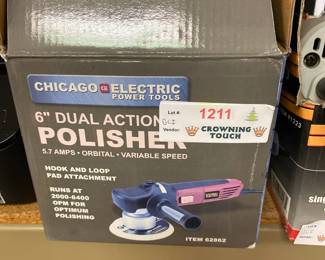 CHICAGO CE ELECTRIC
POWER TOOLS
6" DUAL ACTION
POLISHER
5.7 AMPS • ORBITAL • VARIABLE SPEED
HOOK AND LOOP
PAD ATTACHMENT
RUNS AT
2000-6400
OPM FOR
OPTIMUM
POLISHING
ITEM 62862
Lot #
1211
Vendor:
CROWNING
TOUCH